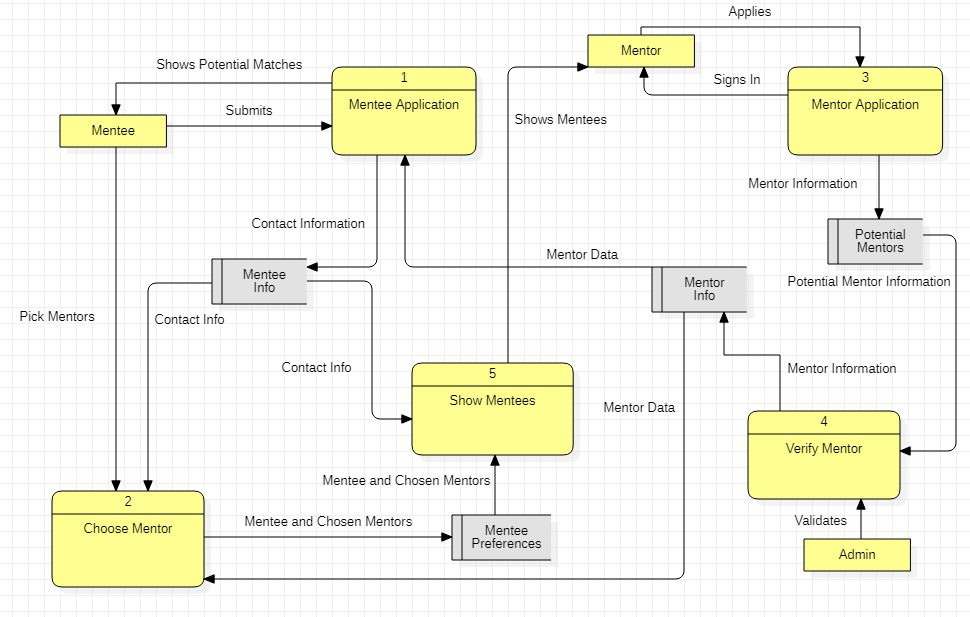 Applies
Mentor
Shows Potential Matches
1
Mentee Application
Signs In
3
Mentor Application
Submits
Mentee
Shows Mentees
Mentor Information
Contact Information
Potential
Mentors
Mentor Data
Mentee
Info
Mentor
Info
Potential Mentor Information
Pick Mentors
Contact Info
Contact Info
5
Show Mentees
Mentor Information
Mentor Data
4
Verify Mentor
Mentee and Chosen Mentors
2
Choose Mentor
Mentee and Chosen Mentors
Mentee
Preferences
Validates
Admin